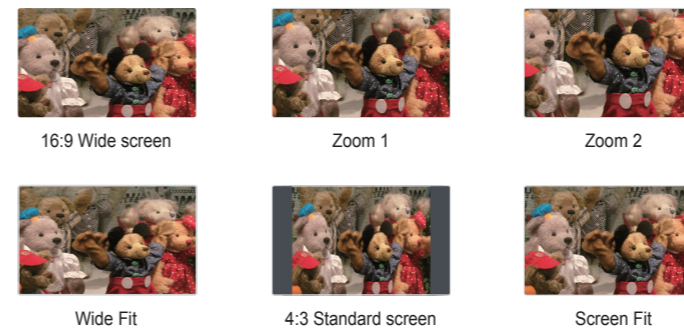 16:9 Wide screen
Zoom 1
Zoom 2
Wide Fit
4:3 Standard screen
Screen Fit